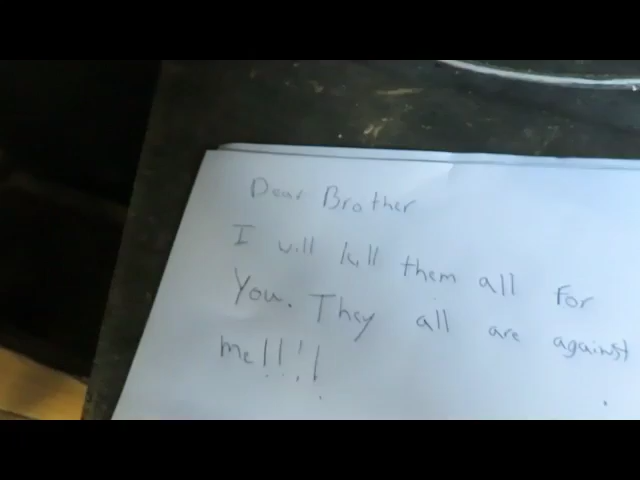 Dear Brother
I will kill them all for
You. They all are against
me!!!!